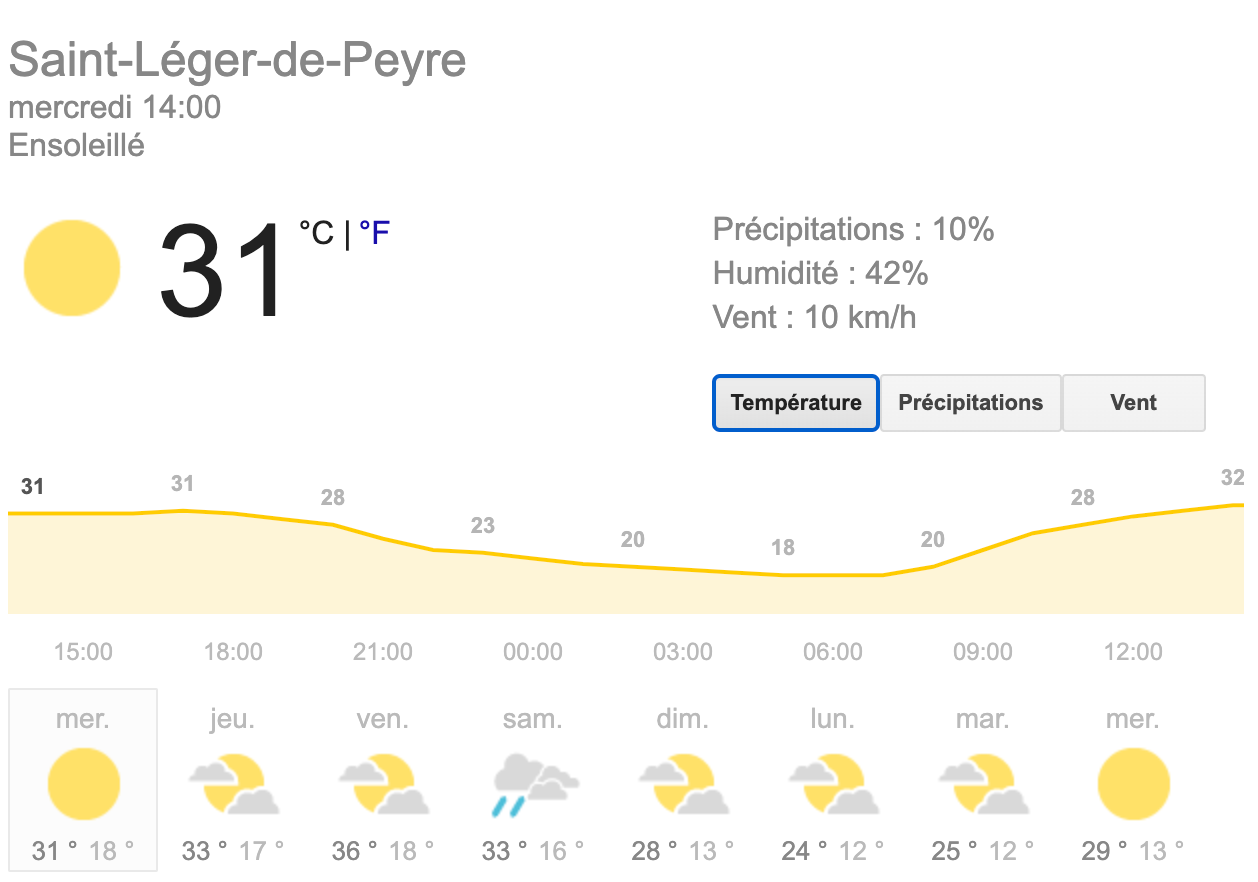 Saint-Léger-de-Peyre
mercredi 14:00
Ensoleillé
31 °C | °F
Précipitations : 10%
Humidité : 42%
Vent : 10 km/h
Température Précipitations Vent
31 31 28 23 20 18 20 28 32
15:00 18:00 21:00 00:00 03:00 06:00 09:00 12:00
mer. jeu. ven. sam. dim. lun. mar. mer.
31 ° 18 ° 33 ° 17 ° 36 ° 18 ° 33 ° 16 ° 28 ° 13 ° 24 ° 12 ° 25 ° 12 ° 29 ° 13 °